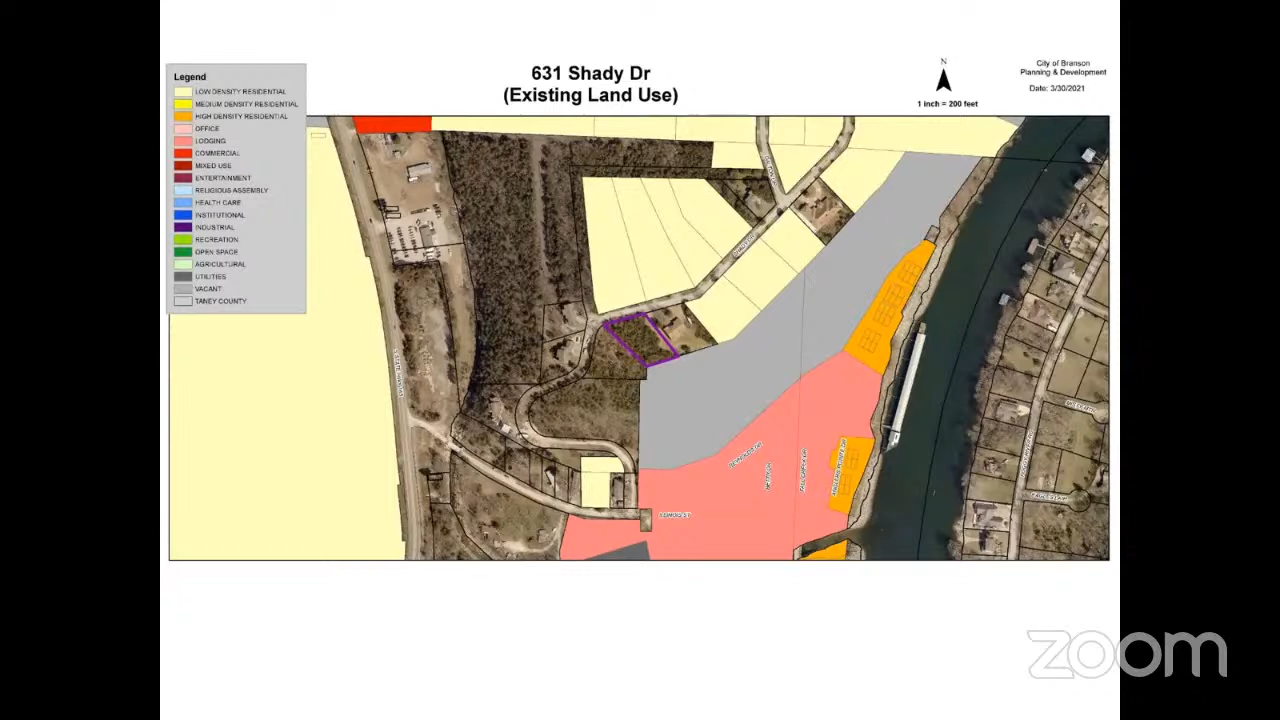 631 Shady Dr
(Existing Land Use)
N
1 inch = 200 feet
City of Branson
Planning & Development
Date: 3/30/2021
Legend
LOW DENSITY RESIDENTIAL
MEDIUM DENSITY RESIDENTIAL
HIGH DENSITY RESIDENTIAL
OFFICE
LODGING
COMMERCIAL
MIXED USE
ENTERTAINMENT
RELIGIOUS ASSEMBLY
HEALTH CARE
INSTITUTIONAL
INDUSTRIAL
RECREATION
OPEN SPACE
AGRICULTURAL
UTILITIES
VACANT
TANEY COUNTY
SHADY DR
zoom